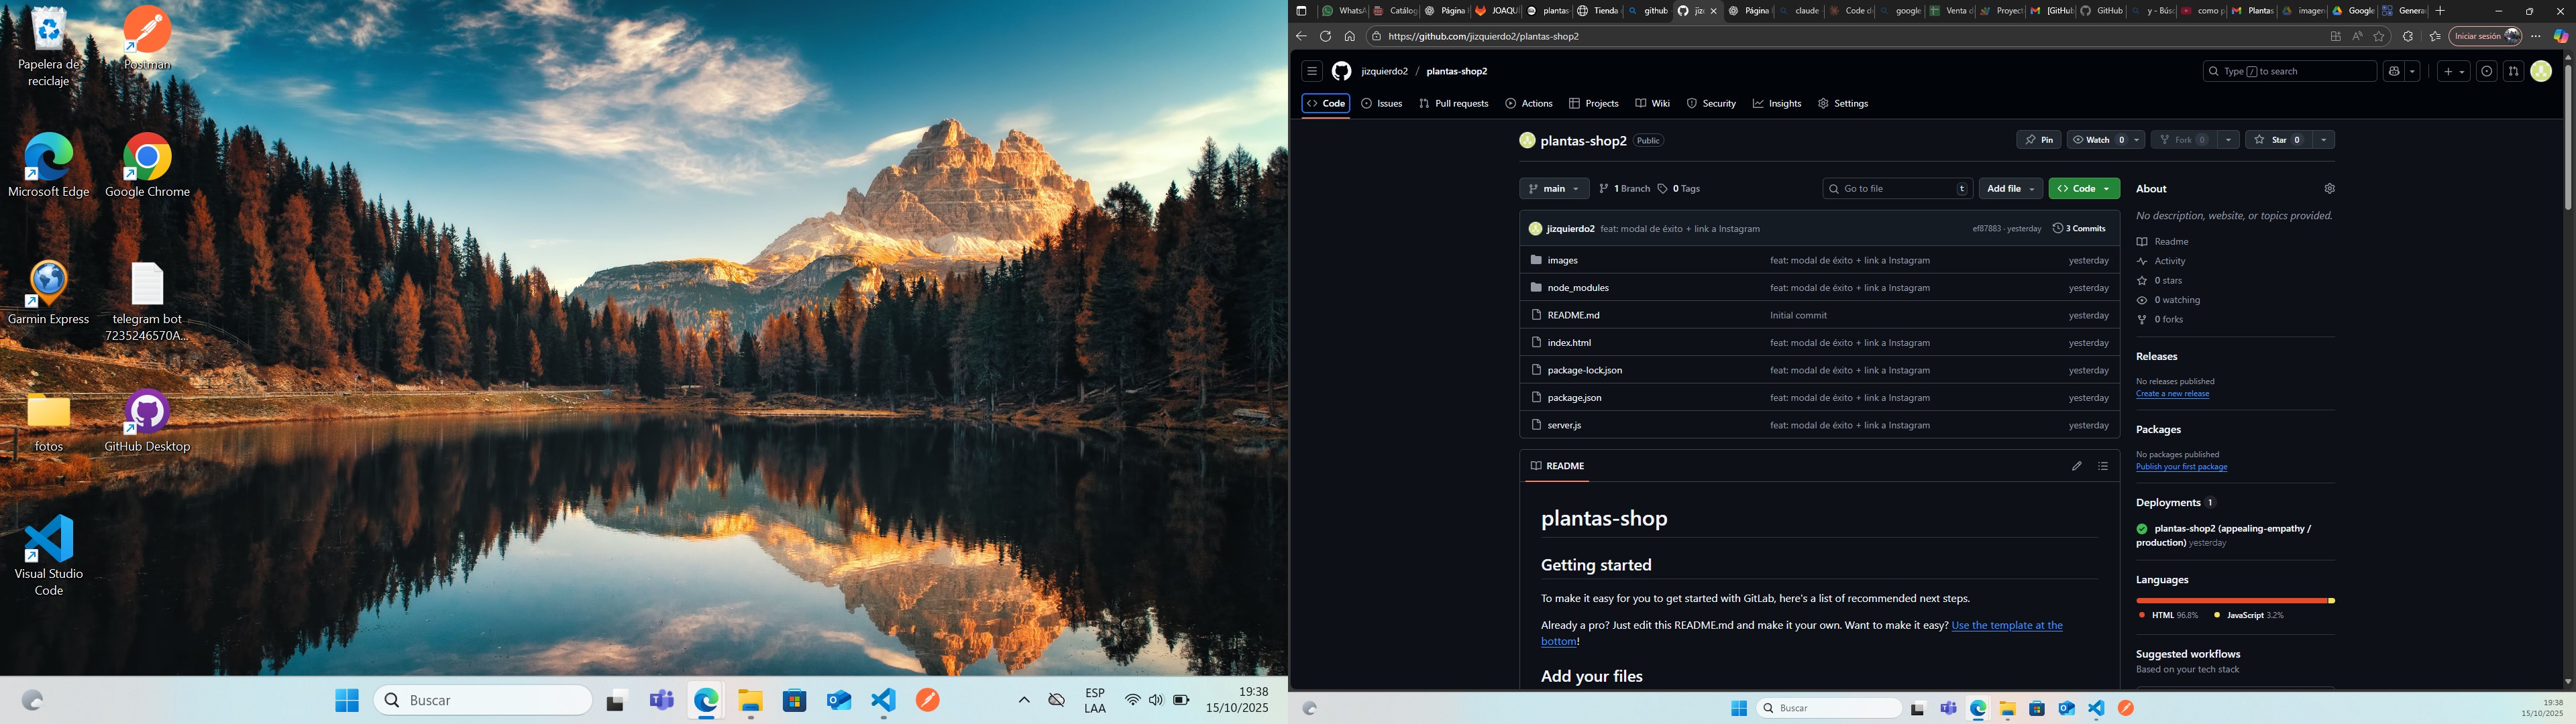 Papelera de
reciclaje
Postman
Microsoft Edge
Google Chrome
Garmin Express
telegram bot
7235246570A...
fotos
GitHub Desktop
Visual Studio
Code
Buscar
ESP
LAA
19:38
15/10/2025
WhatsA
Catálog
Página
JOAQUI
plantas-
Tienda
github
jizq
Página
claude
Code d
google
Venta d
Proyect
[GitHub
GitHub
y - Bús
como p
Plantas
imagen
Google
Genera
https://github.com/jizquierdo2/plantas-shop2
Iniciar sesión
jizquierdo2 / plantas-shop2
Type / to search
Code
Issues
Pull requests
Actions
Projects
Wiki
Security
Insights
Settings
plantas-shop2 Public
Pin
Watch 0
Fork 0
Star 0
main
1 Branch
0 Tags
Go to file t
Add file
Code
jizquierdo2 feat: modal de éxito + link a Instagram
ef87883 · yesterday
3 Commits
images feat: modal de éxito + link a Instagram yesterday
node_modules feat: modal de éxito + link a Instagram yesterday
README.md Initial commit yesterday
index.html feat: modal de éxito + link a Instagram yesterday
package-lock.json feat: modal de éxito + link a Instagram yesterday
package.json feat: modal de éxito + link a Instagram yesterday
server.js feat: modal de éxito + link a Instagram yesterday
README
plantas-shop
Getting started
To make it easy for you to get started with GitLab, here's a list of recommended next steps.
Already a pro? Just edit this README.md and make it your own. Want to make it easy? Use the template at the
bottom!
Add your files
About
No description, website, or topics provided.
Readme
Activity
0 stars
0 watching
0 forks
Releases
No releases published
Create a new release
Packages
No packages published
Publish your first package
Deployments 1
plantas-shop2 (appealing-empathy /
production) yesterday
Languages
HTML 96.8%
JavaScript 3.2%
Suggested workflows
Based on your tech stack
Buscar
19:38
15/10/2025